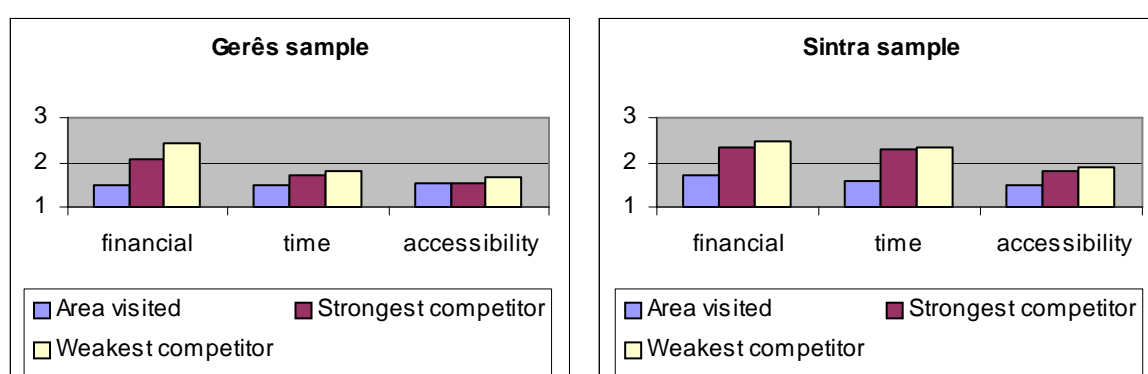 Gerês sample
3
2
1
financial time accessibility
Area visited Strongest competitor
Weakest competitor
Sintra sample
3
2
1
financial time accessibility
Area visited Strongest competitor
Weakest competitor